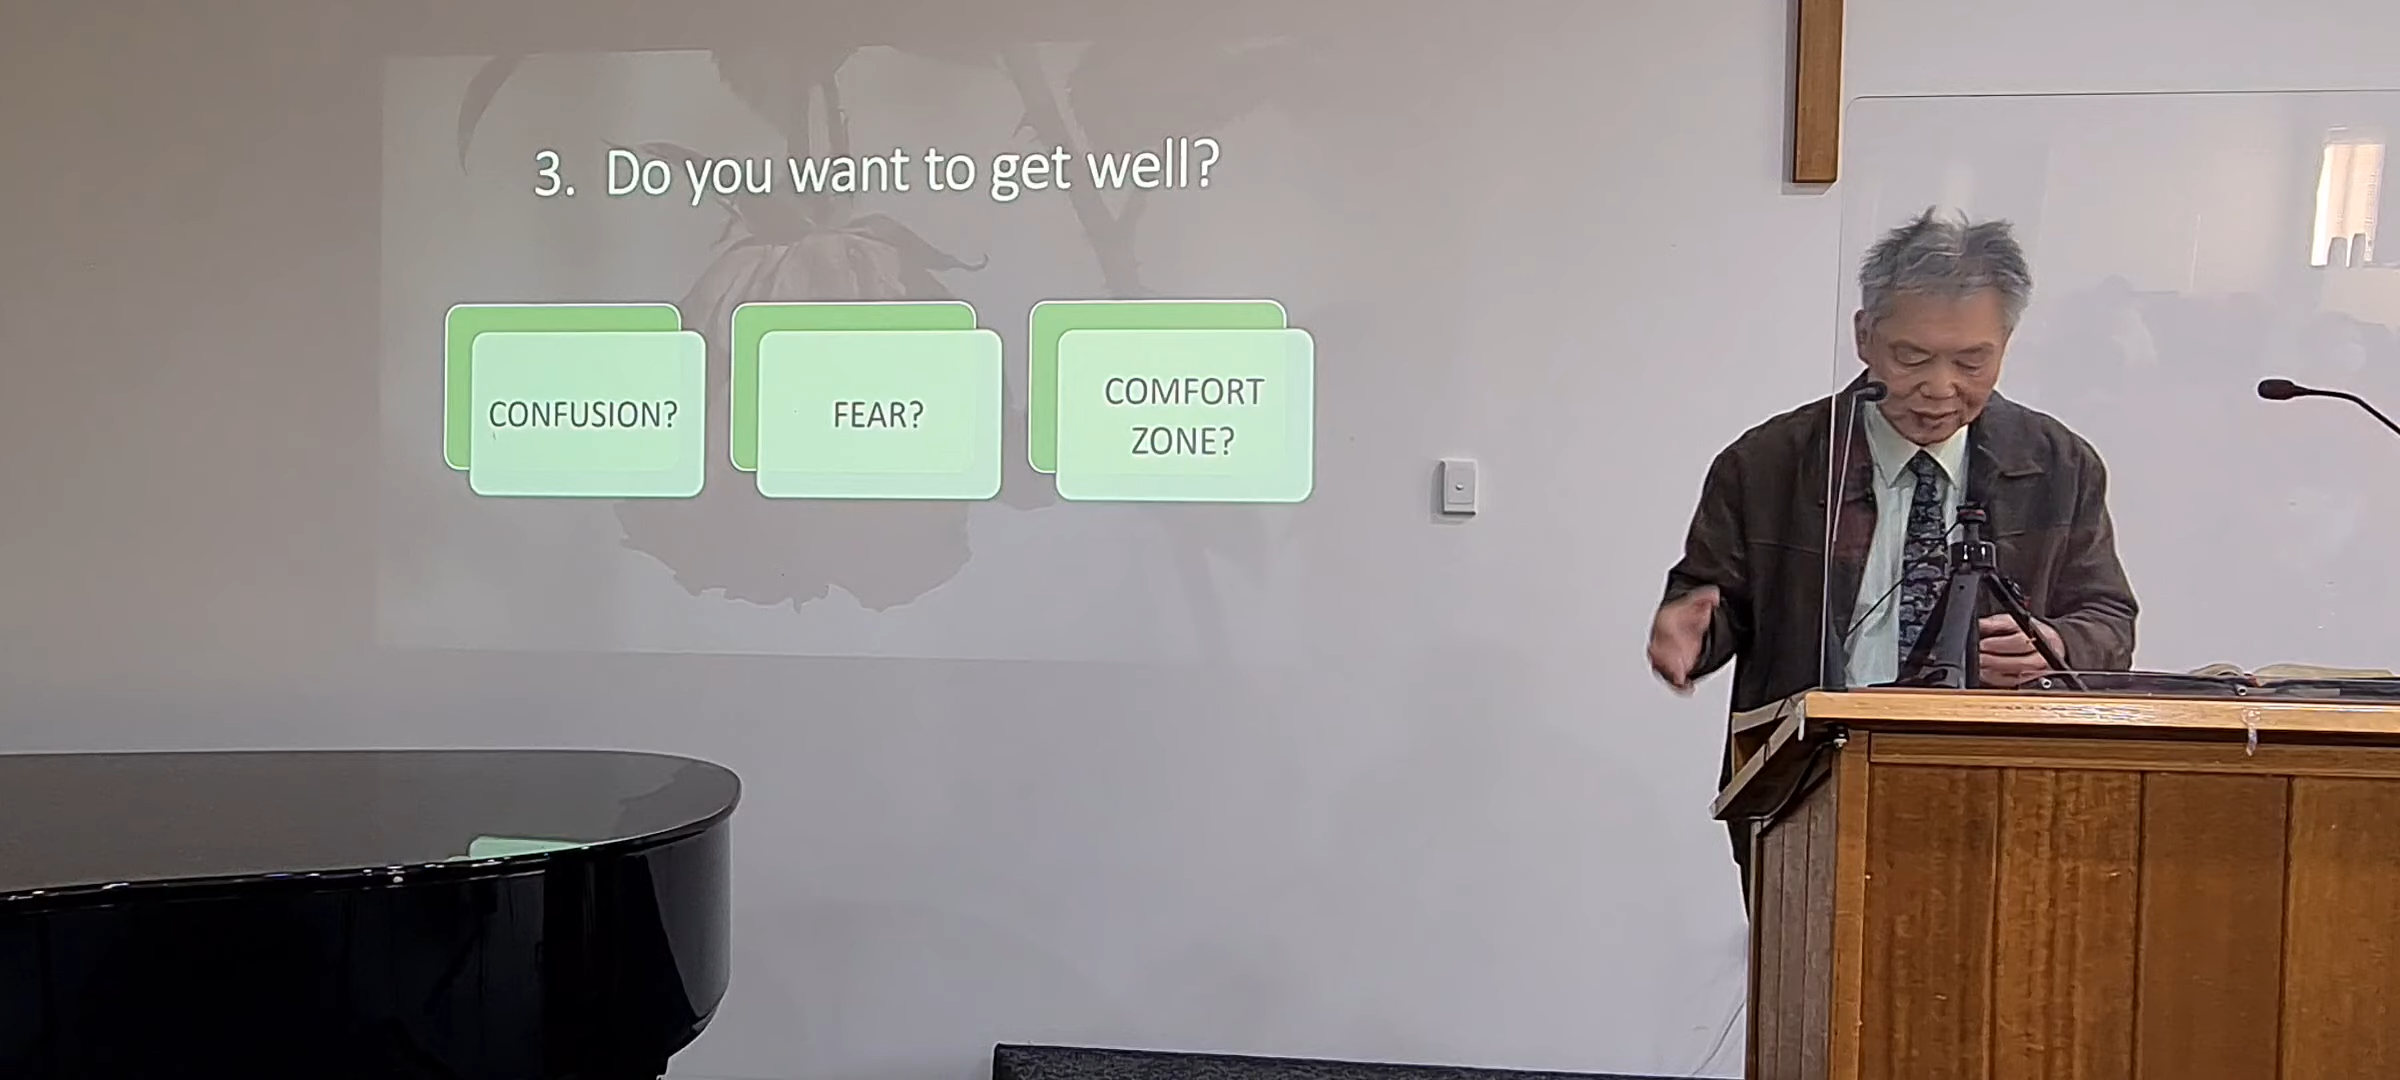 3. Do you want to get well?
CONFUSION?
FEAR?
COMFORT
ZONE?